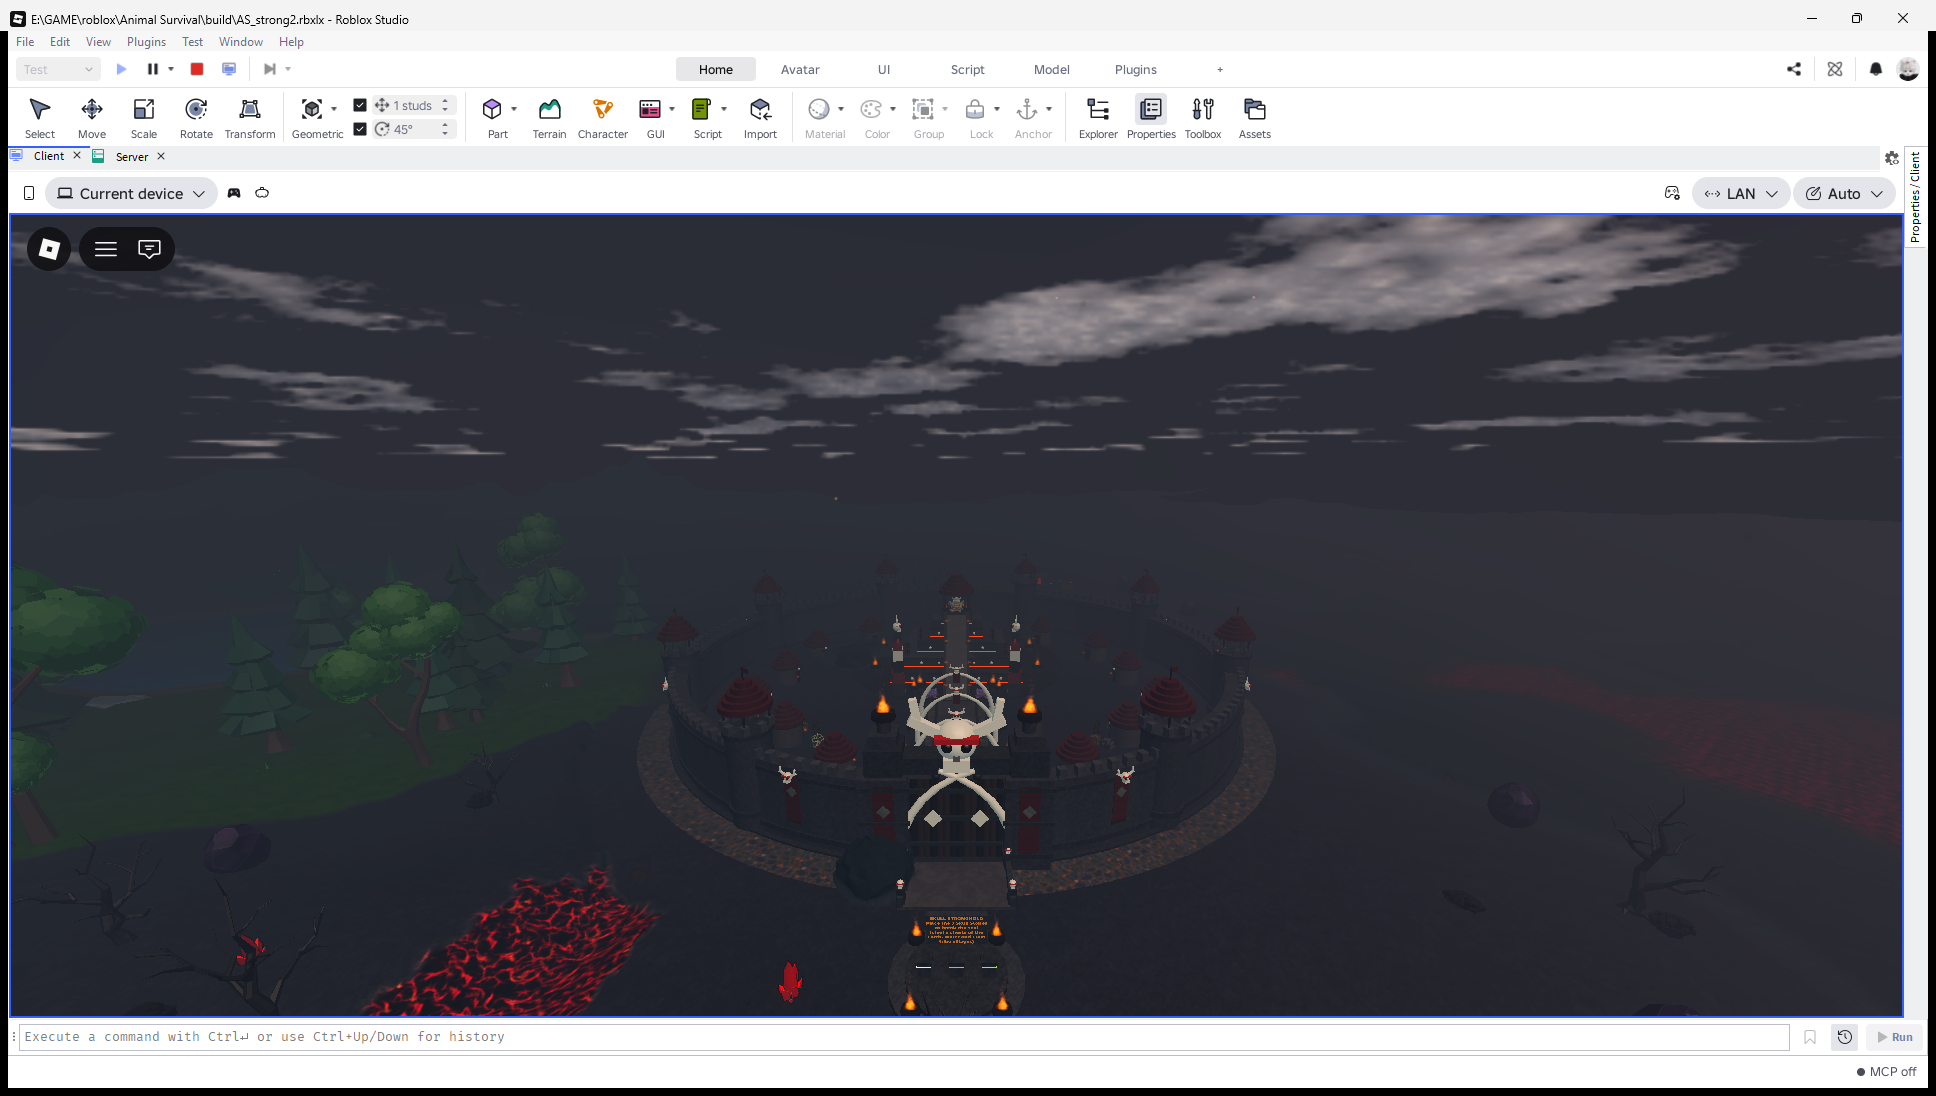 E:\GAME\roblox\Animal Survival\build\AS_strong2.rbxlx - Roblox Studio
File Edit View Plugins Test Window Help
Test Home Avatar UI Script Model Plugins +
1 studs
45°
Select Move Scale Rotate Transform Geometric Part Terrain Character GUI Script Import Material Color Group Lock Anchor Explorer Properties Toolbox Assets
Client Server
Properties / Client
Current device LAN Auto
SKULL STRONGHOLD
Execute a command with Ctrl↵ or use Ctrl+Up/Down for history
Run
MCP off